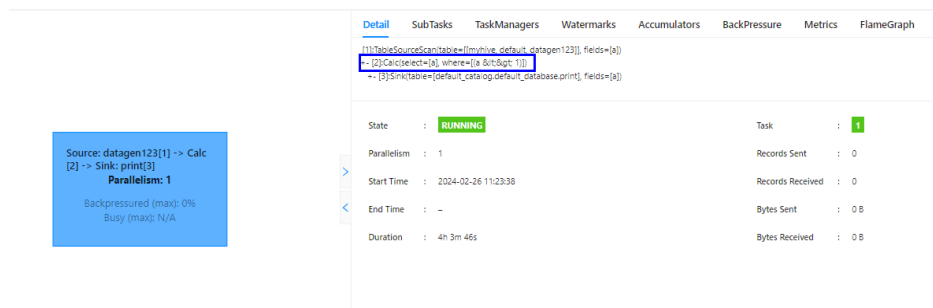 Detail SubTasks TaskManagers Watermarks Accumulators BackPressure Metrics FlameGraph
[1]:TableSourceScan(table=[[myhive, default, datagen123]], fields=[a])
+- [2]:Calc(select=[a], where=[(a &lt;&gt; 1)])
+- [3]:Sink(table=[default_catalog.default_database.print], fields=[a])
Source: datagen123[1] -> Calc
[2] -> Sink: print[3]
Parallelism: 1
Backpressured (max): 0%
Busy (max): N/A
State : RUNNING Task : 1
Parallelism : 1 Records Sent : 0
Start Time : 2024-02-26 11:23:38 Records Received : 0
End Time : – Bytes Sent : 0 B
Duration : 4h 3m 46s Bytes Received : 0 B